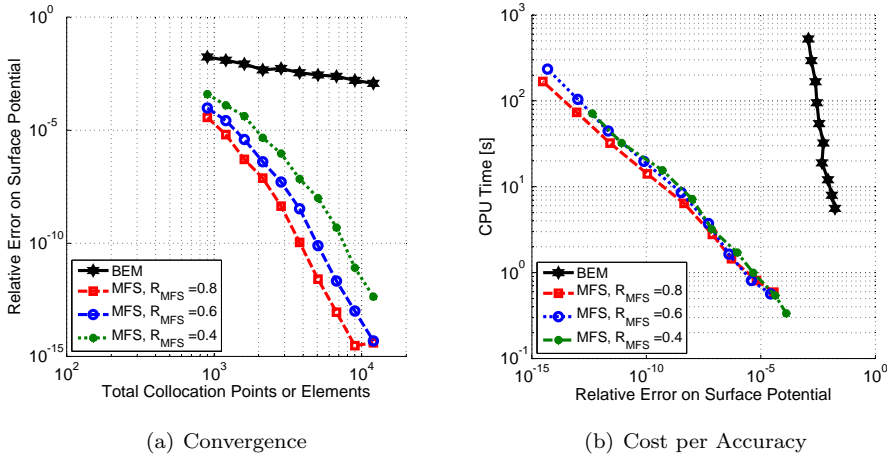 10^0
10^-5
10^-10
10^-15
Relative Error on Surface Potential
BEM
MFS, R_MFS=0.8
MFS, R_MFS=0.6
MFS, R_MFS=0.4
10^2
10^3
10^4
Total Collocation Points or Elements
(a) Convergence
10^3
10^2
10^1
10^0
10^-1
CPU Time [s]
BEM
MFS, R_MFS=0.8
MFS, R_MFS=0.6
MFS, R_MFS=0.4
10^-15
10^-10
10^-5
10^0
Relative Error on Surface Potential
(b) Cost per Accuracy